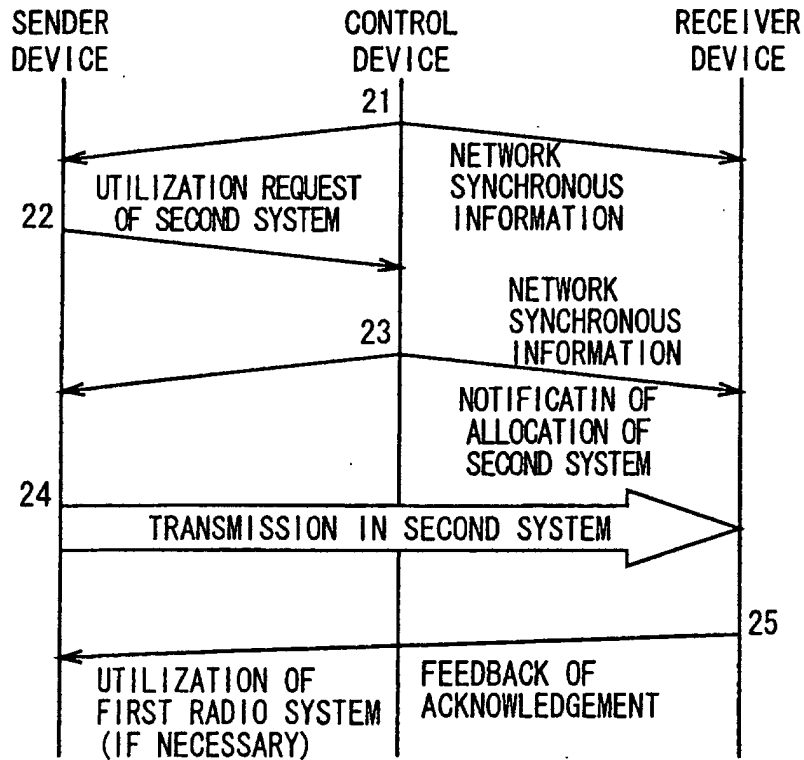 SENDER
DEVICE
CONTROL
DEVICE
RECEIVER
DEVICE
21
NETWORK
SYNCHRONOUS
INFORMATION
UTILIZATION REQUEST
OF SECOND SYSTEM
22
NETWORK
SYNCHRONOUS
INFORMATION
23
NOTIFICATIN OF
ALLOCATION OF
SECOND SYSTEM
24
TRANSMISSION IN SECOND SYSTEM
25
UTILIZATION OF
FIRST RADIO SYSTEM
(IF NECESSARY)
FEEDBACK OF
ACKNOWLEDGEMENT